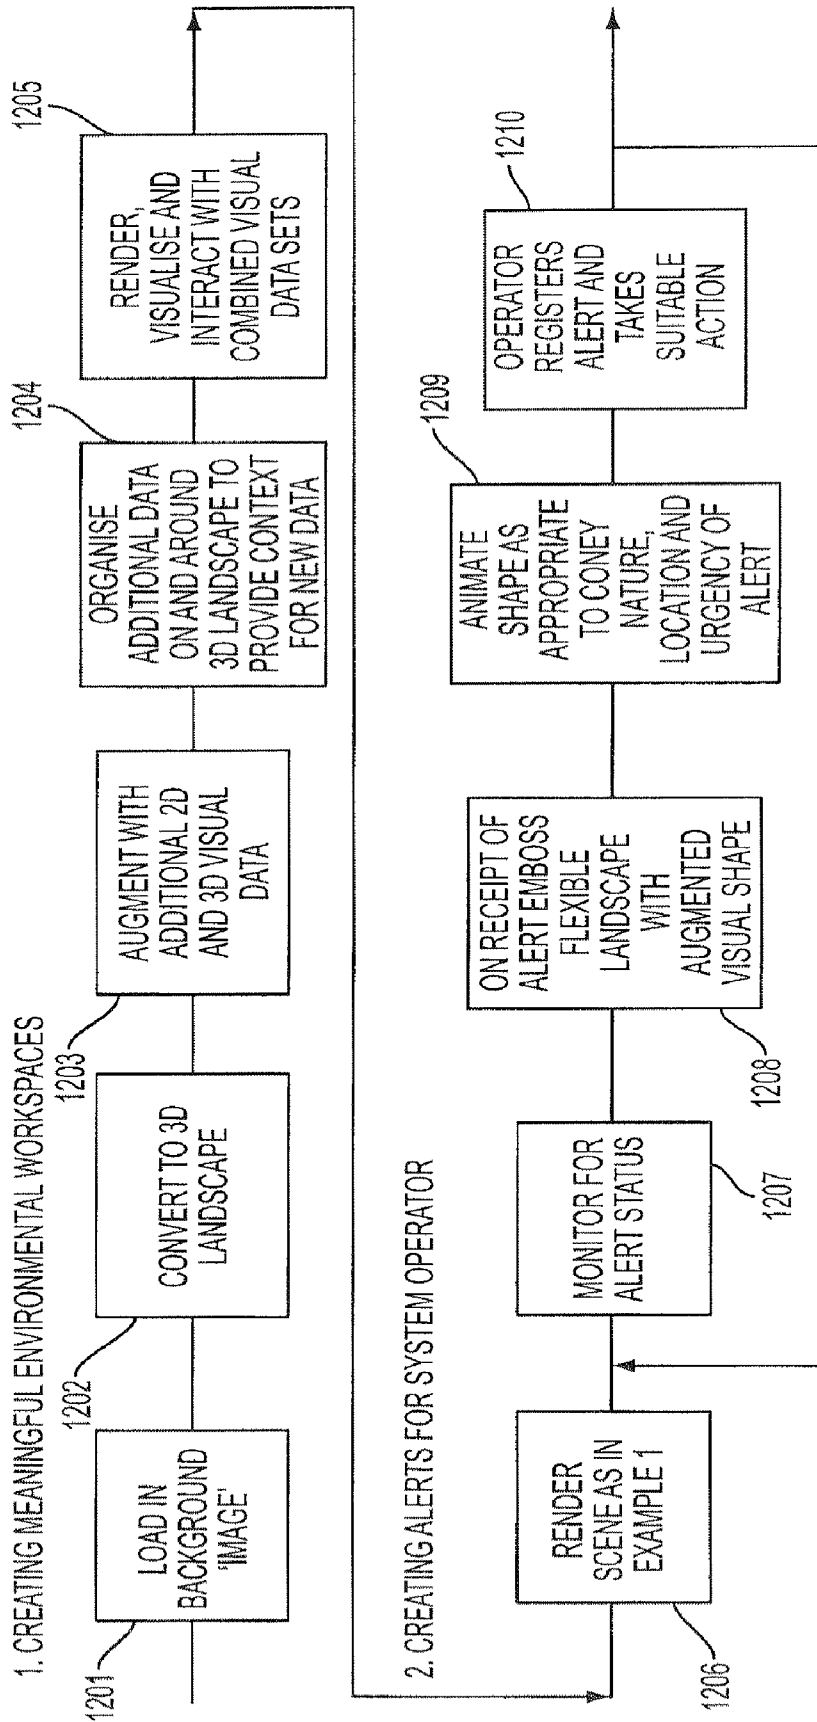 1. CREATING MEANINGFUL ENVIRONMENTAL WORKSPACES
1201
LOAD IN
BACKGROUND
'IMAGE'
1202
CONVERT TO 3D
LANDSCAPE
1203
AUGMENT WITH
ADDITIONAL 2D
AND 3D VISUAL
DATA
1204
ORGANISE
ADDITIONAL DATA
ON AND AROUND
3D LANDSCAPE TO
PROVIDE CONTEXT
FOR NEW DATA
1205
RENDER,
VISUALISE AND
INTERACT WITH
COMBINED VISUAL
DATA SETS
2. CREATING ALERTS FOR SYSTEM OPERATOR
1206
RENDER
SCENE AS IN
EXAMPLE 1
1207
MONITOR FOR
ALERT STATUS
1208
ON RECEIPT OF
ALERT EMBOSS
FLEXIBLE
LANDSCAPE
WITH
AUGMENTED
VISUAL SHAPE
1209
ANIMATE
SHAPE AS
APPROPRIATE
TO CONEY
NATURE,
LOCATION AND
URGENCY OF
ALERT
1210
OPERATOR
REGISTERS
ALERT AND
TAKES
SUITABLE
ACTION